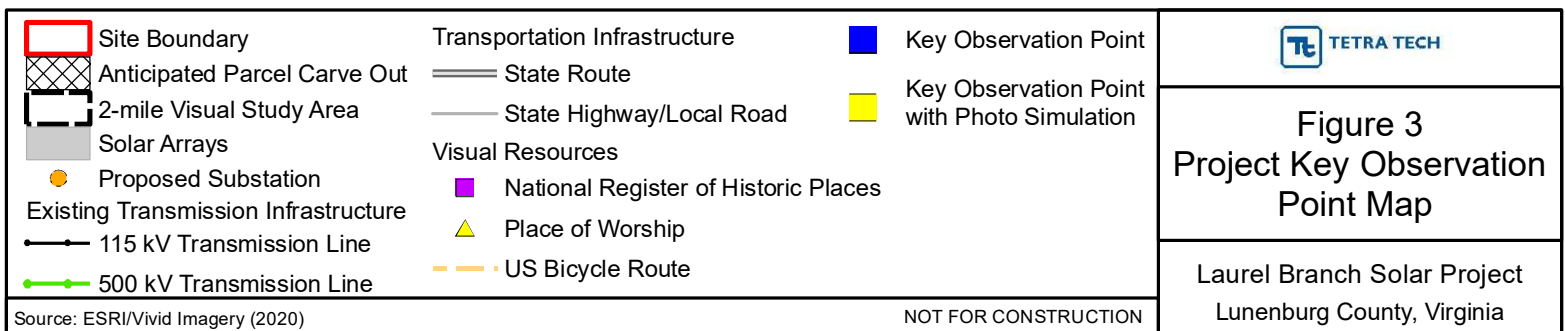 Site Boundary
Anticipated Parcel Carve Out
2-mile Visual Study Area
Solar Arrays
Proposed Substation
Existing Transmission Infrastructure
115 kV Transmission Line
500 kV Transmission Line
Transportation Infrastructure
State Route
State Highway/Local Road
Visual Resources
National Register of Historic Places
Place of Worship
US Bicycle Route
Key Observation Point
Key Observation Point
with Photo Simulation
Source: ESRI/Vivid Imagery (2020)
NOT FOR CONSTRUCTION
Tt TETRA TECH
Figure 3
Project Key Observation
Point Map
Laurel Branch Solar Project
Lunenburg County, Virginia